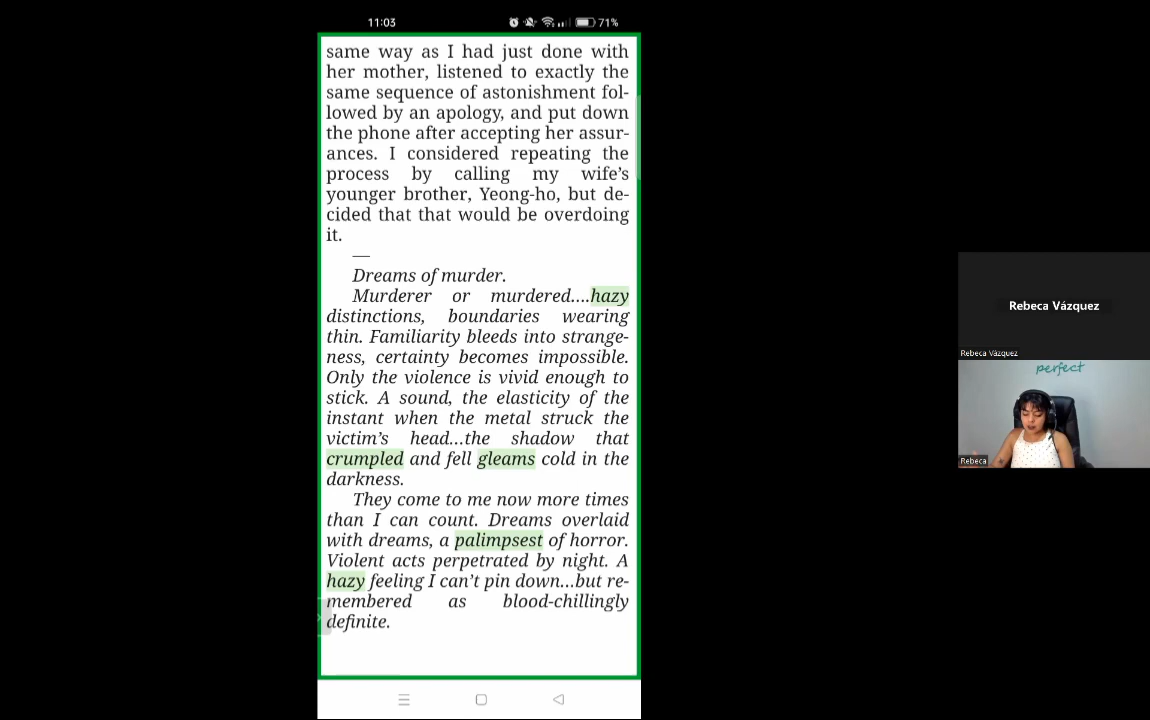 11:03
71%
same way as I had just done with
her mother, listened to exactly the
same sequence of astonishment fol-
lowed by an apology, and put down
the phone after accepting her assur-
ances. I considered repeating the
process by calling my wife's
younger brother, Yeong-ho, but de-
cided that that would be overdoing
it.
—
Dreams of murder.
Murderer or murdered....hazy
distinctions, boundaries wearing
thin. Familiarity bleeds into strange-
ness, certainty becomes impossible.
Only the violence is vivid enough to
stick. A sound, the elasticity of the
instant when the metal struck the
victim's head...the shadow that
crumpled and fell gleams cold in the
darkness.
They come to me now more times
than I can count. Dreams overlaid
with dreams, a palimpsest of horror.
Violent acts perpetrated by night. A
hazy feeling I can't pin down...but re-
membered as blood-chillingly
definite.
Rebeca Vázquez
Rebeca Vázquez
perfect
Rebeca